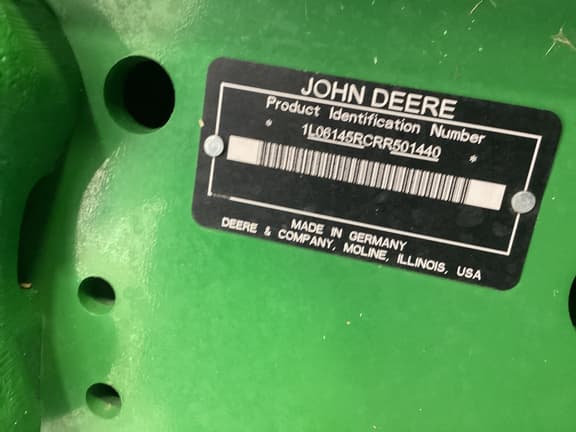 JOHN DEERE
Product Identification Number
* 1L06145RCRR501440 *
MADE IN GERMANY
DEERE & COMPANY, MOLINE, ILLINOIS, USA